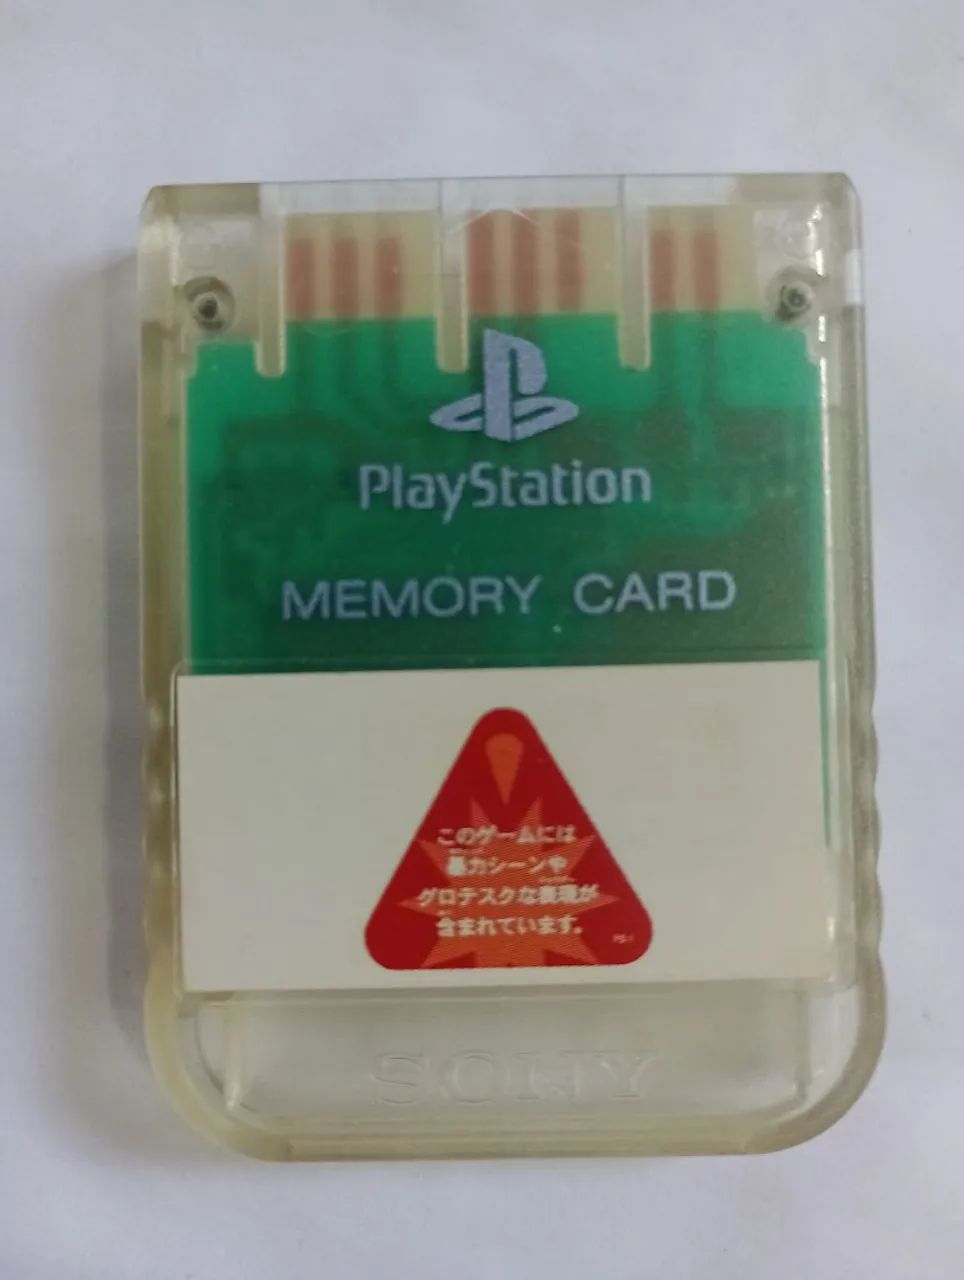 PlayStation
MEMORY CARD
このゲームには
暴力シーンや
グロテスクな表現が
含まれています。
SONY